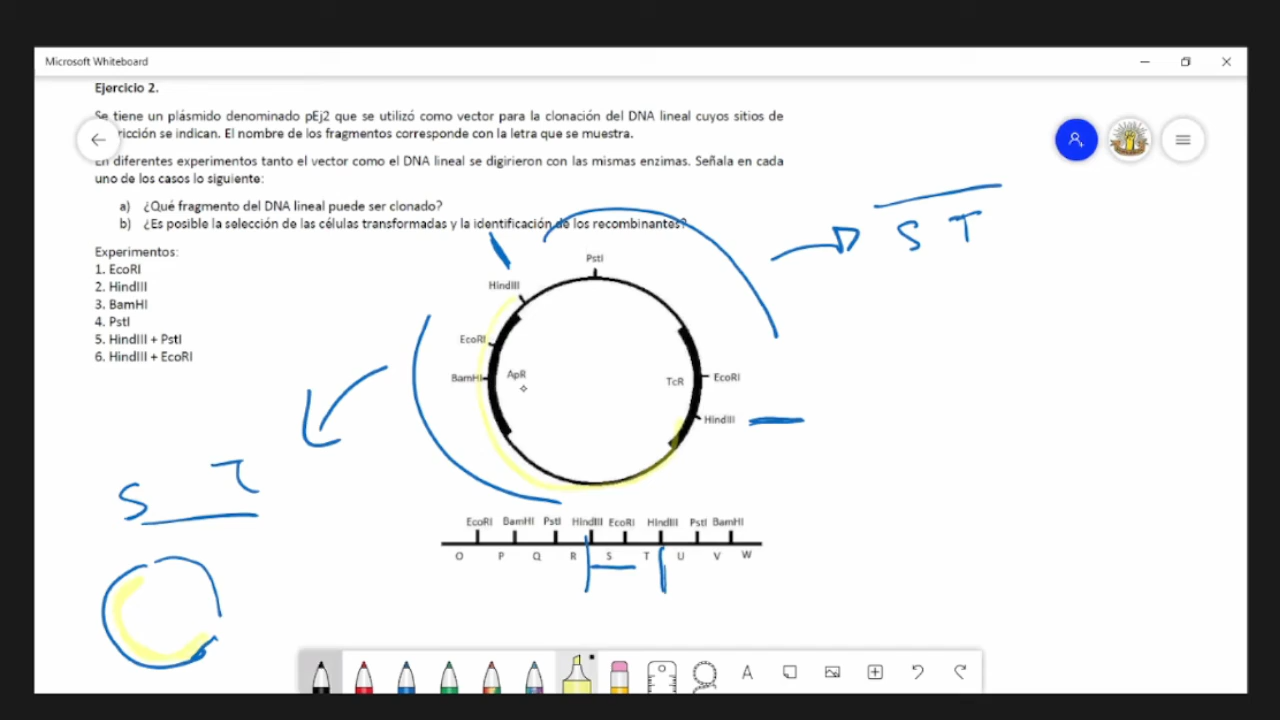 Microsoft Whiteboard
Ejercicio 2.
Se tiene un plásmido denominado pEj2 que se utilizó como vector para la clonación del DNA lineal cuyos sitios de
ricción se indican. El nombre de los fragmentos corresponde con la letra que se muestra.
En diferentes experimentos tanto el vector como el DNA lineal se digirieron con las mismas enzimas. Señala en cada
uno de los casos lo siguiente:
a) ¿Qué fragmento del DNA lineal puede ser clonado?
b) ¿Es posible la selección de las células transformadas y la identificación de los recombinantes?
S T
Experimentos:
1. EcoRI
2. HindIII
3. BamHI
4. PstI
5. HindIII + PstI
6. HindIII + EcoRI
PstI
HindIII
EcoRI
BamHI
ApR
TcR
EcoRI
HindIII
S T
EcoRI BamHI PstI HindIII EcoRI HindIII PstI BamHI
O P Q R S T U V W
A